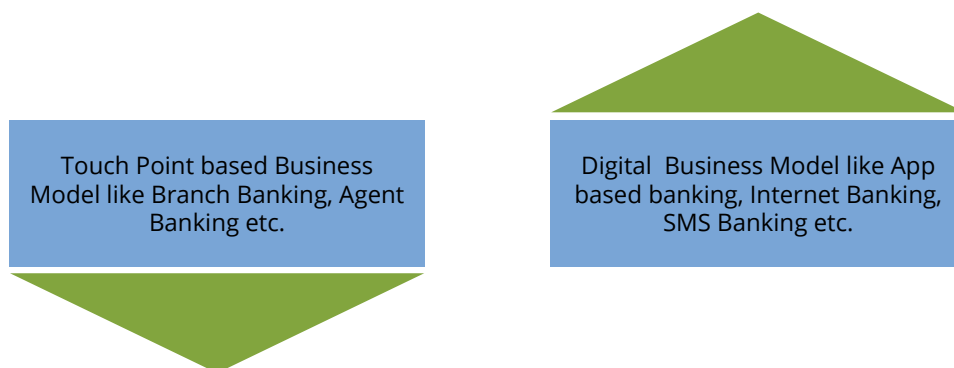 Touch Point based Business
Model like Branch Banking, Agent
Banking etc.
Digital  Business Model like App
based banking, Internet Banking,
SMS Banking etc.